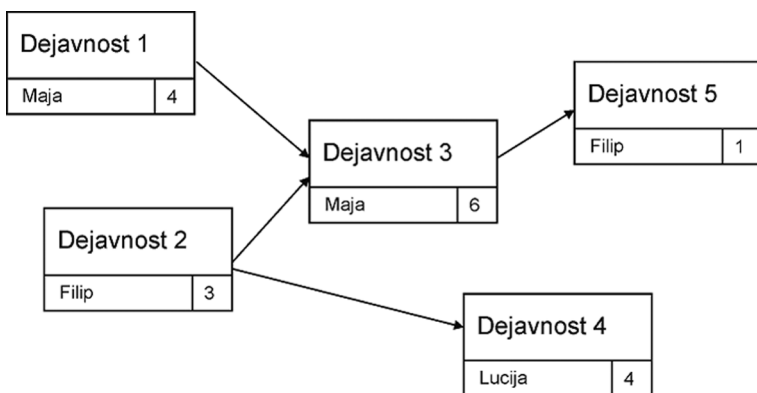 Dejavnost 1
Maja 4
Dejavnost 5
Filip 1
Dejavnost 3
Maja 6
Dejavnost 2
Filip 3
Dejavnost 4
Lucija 4